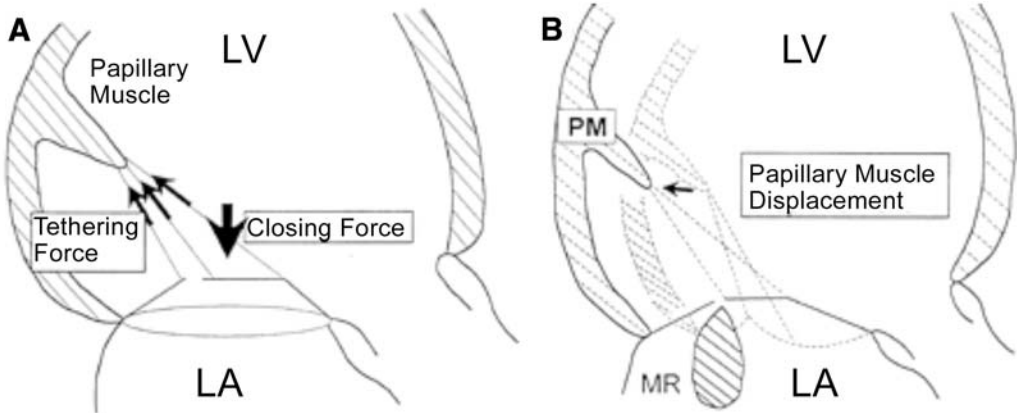 A
LV
Papillary
Muscle
Tethering
Force
Closing Force
LA
B
LV
PM
Papillary Muscle
Displacement
MR
LA